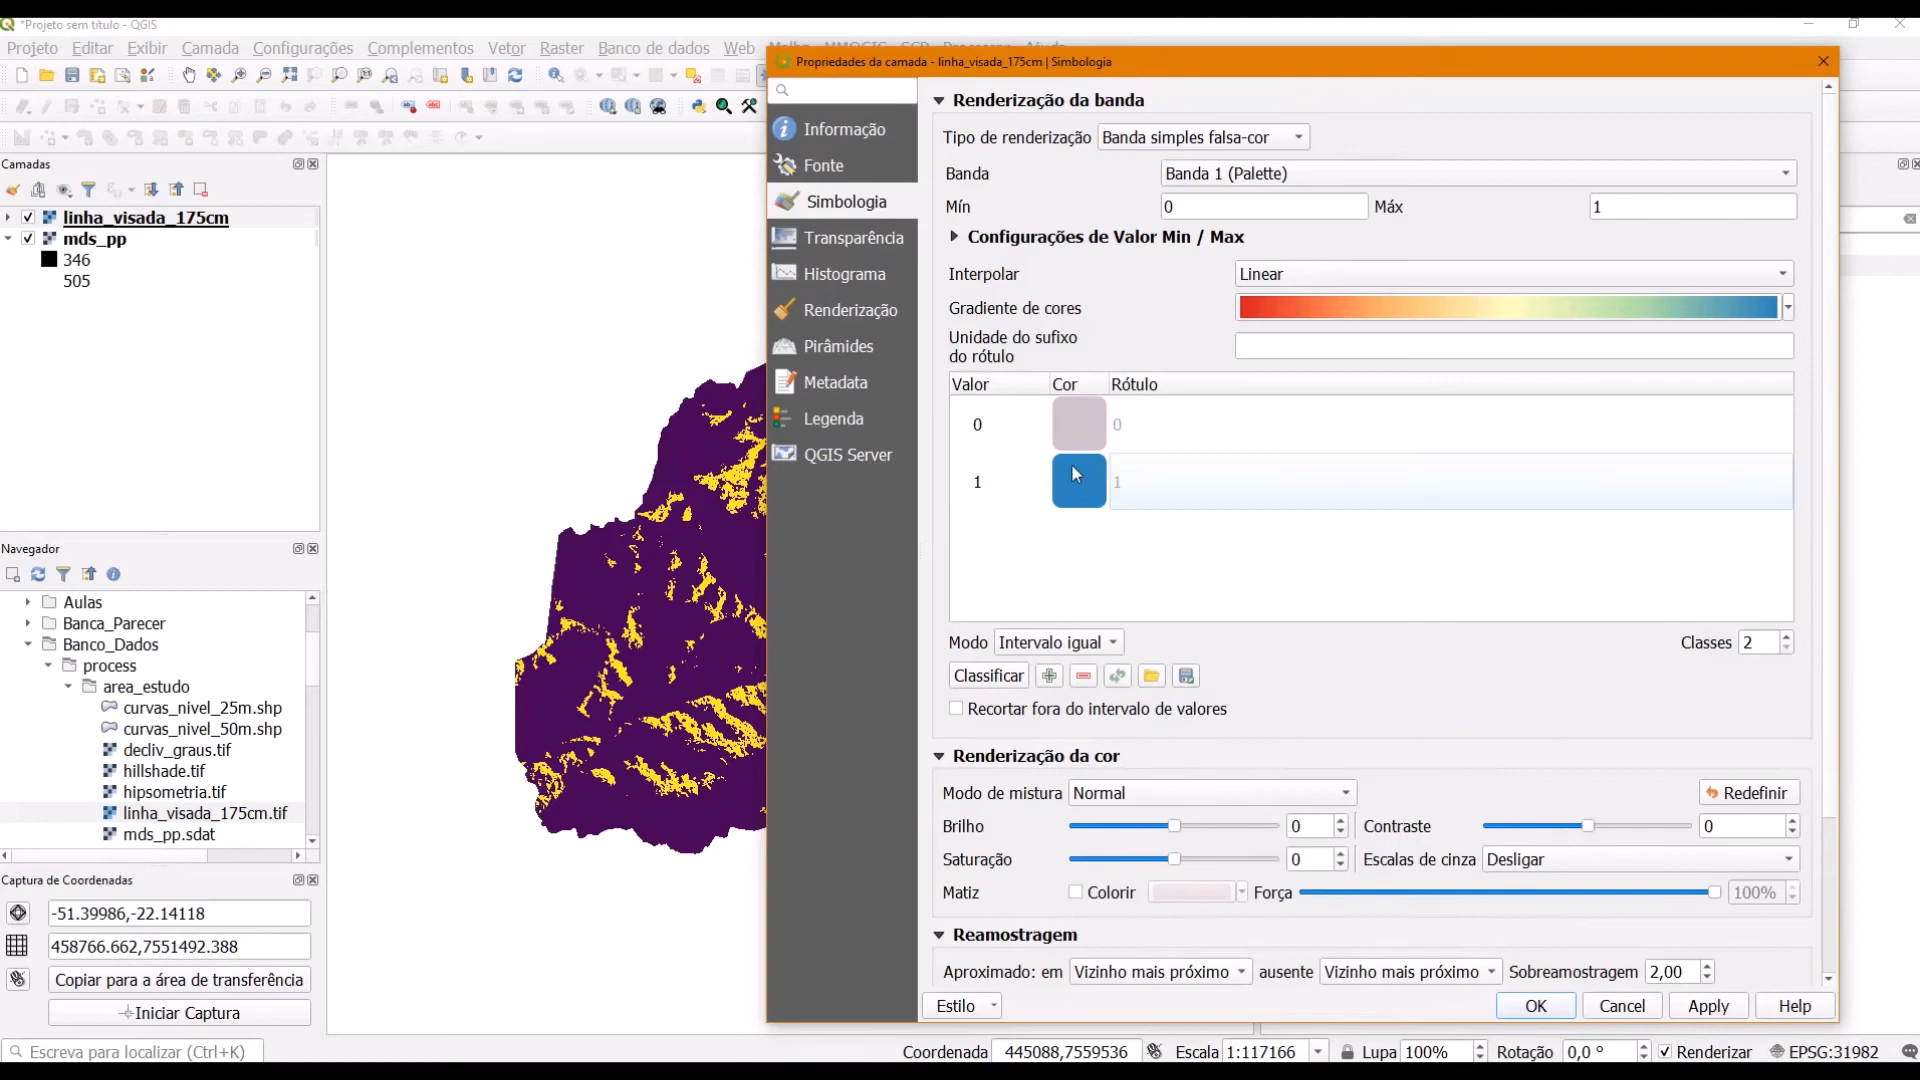 *Projeto sem título - QGIS
Projeto Editar Exibir Camada Configurações Complementos Vetor Raster Banco de dados Web
Propriedades da camada - linha_visada_175cm | Simbologia
Camadas
linha_visada_175cm
mds_pp
346
505
Navegador
Aulas
Banca_Parecer
Banco_Dados
process
area_estudo
curvas_nivel_25m.shp
curvas_nivel_50m.shp
decliv_graus.tif
hillshade.tif
hipsometria.tif
linha_visada_175cm.tif
mds_pp.sdat
Captura de Coordenadas
-51.39986,-22.14118
458766.662,7551492.388
Copiar para a área de transferência
Iniciar Captura
Informação
Fonte
Simbologia
Transparência
Histograma
Renderização
Pirâmides
Metadata
Legenda
QGIS Server
Renderização da banda
Tipo de renderização Banda simples falsa-cor
Banda Banda 1 (Palette)
Mín 0 Máx 1
Configurações de Valor Min / Max
Interpolar Linear
Gradiente de cores
Unidade do sufixo
do rótulo
Valor Cor Rótulo
0 0
1 1
Modo Intervalo igual Classes 2
Classificar
Recortar fora do intervalo de valores
Renderização da cor
Modo de mistura Normal Redefinir
Brilho 0 Contraste 0
Saturação 0 Escalas de cinza Desligar
Matiz Colorir Força 100%
Reamostragem
Aproximado: em Vizinho mais próximo ausente Vizinho mais próximo Sobreamostragem 2,00
Estilo OK Cancel Apply Help
Escreva para localizar (Ctrl+K) Coordenada 445088,7559536 Escala 1:117166 Lupa 100% Rotação 0,0 ° Renderizar EPSG:31982